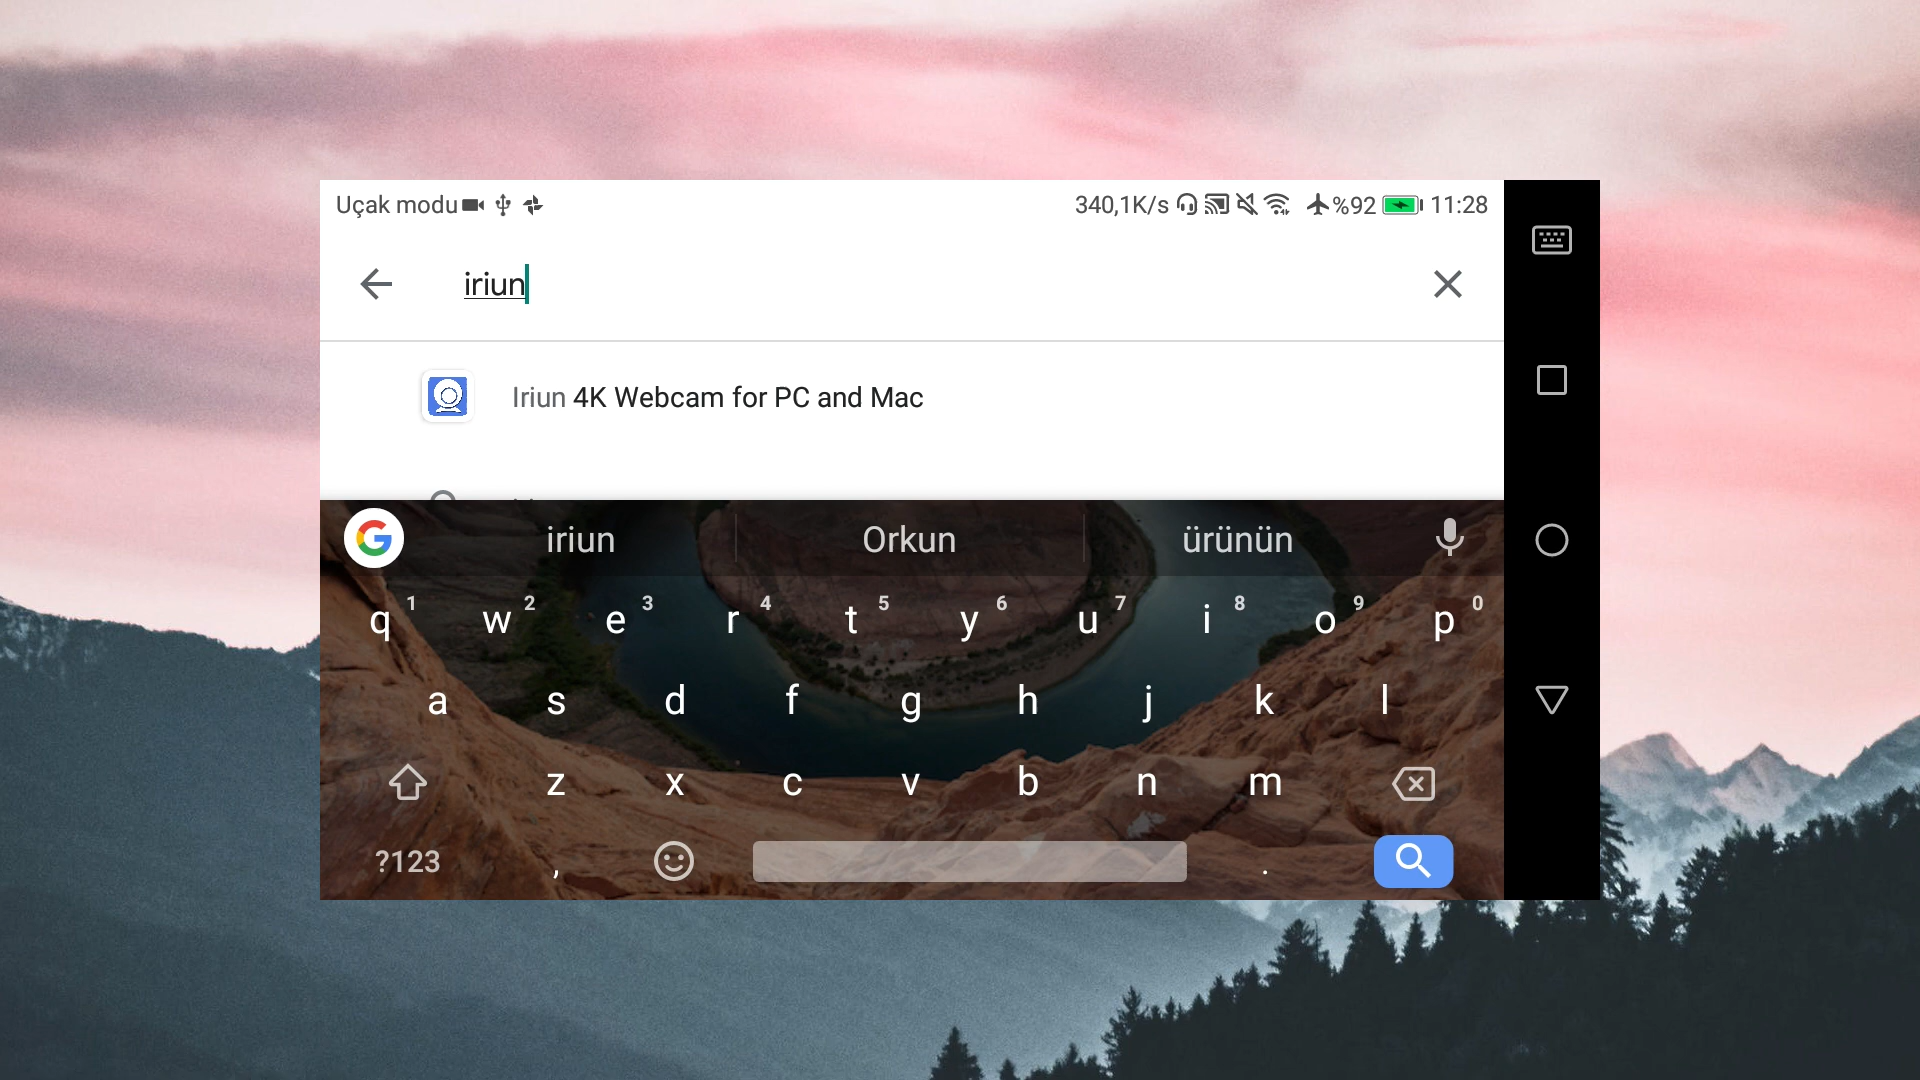 Uçak modu 340,1K/s %92 11:28
iriun
Iriun 4K Webcam for PC and Mac
iriun Orkun ürünün
q 1 w 2 e 3 r 4 t 5 y 6 u 7 i 8 o 9 p 0
a s d f g h j k l
z x c v b n m
?123 , .